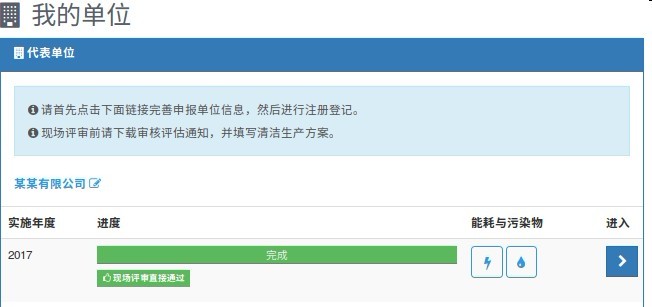 我的单位
代表单位
请首先点击下面链接完善申报单位信息，然后进行注册登记。
现场评审前请下载审核评估通知，并填写清洁生产方案。
某某有限公司
实施年度 进度 能耗与污染物 进入
2017 完成
现场评审直接通过